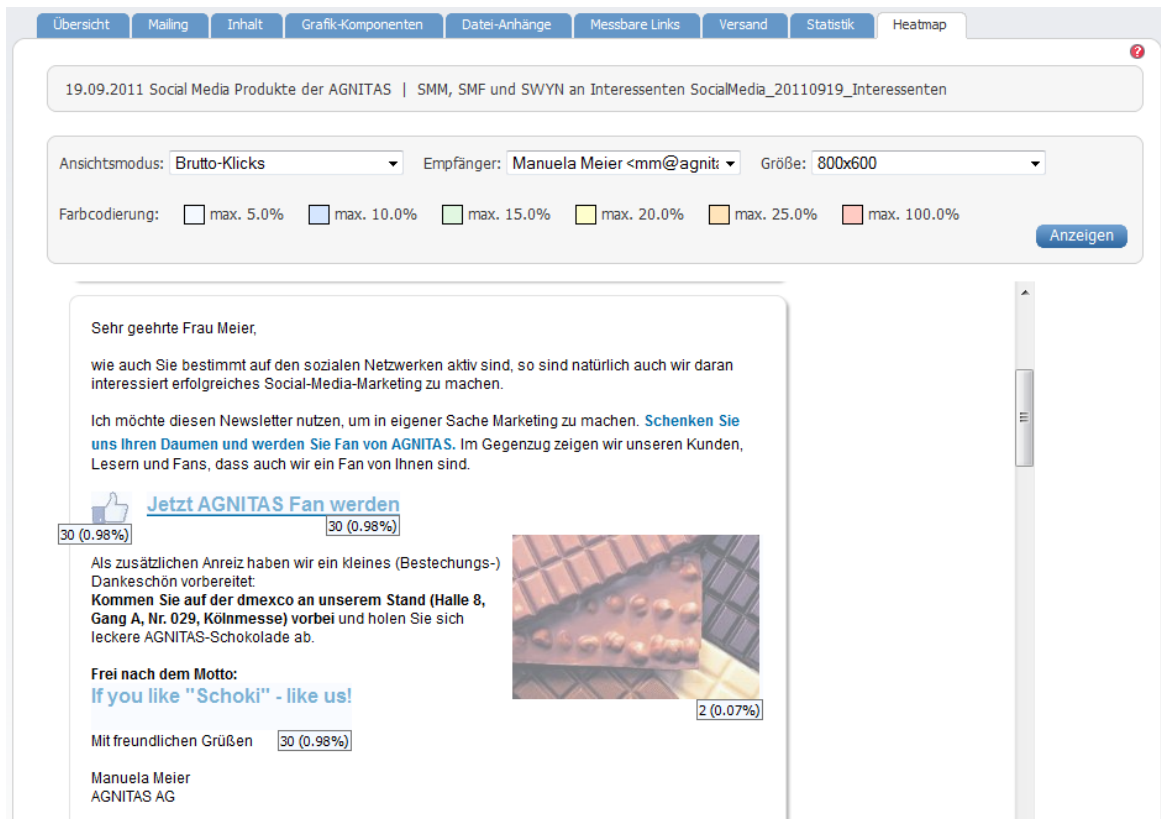 Übersicht Mailing Inhalt Grafik-Komponenten Datei-Anhänge Messbare Links Versand Statistik Heatmap
?
19.09.2011 Social Media Produkte der AGNITAS | SMM, SMF und SWYN an Interessenten SocialMedia_20110919_Interessenten
Ansichtsmodus: Brutto-Klicks Empfänger: Manuela Meier <mm@agnita Größe: 800x600
Farbcodierung: max. 5.0% max. 10.0% max. 15.0% max. 20.0% max. 25.0% max. 100.0%
Anzeigen
Sehr geehrte Frau Meier,
wie auch Sie bestimmt auf den sozialen Netzwerken aktiv sind, so sind natürlich auch wir daran
interessiert erfolgreiches Social-Media-Marketing zu machen.
Ich möchte diesen Newsletter nutzen, um in eigener Sache Marketing zu machen. Schenken Sie
uns Ihren Daumen und werden Sie Fan von AGNITAS. Im Gegenzug zeigen wir unseren Kunden,
Lesern und Fans, dass auch wir ein Fan von Ihnen sind.
Jetzt AGNITAS Fan werden
30 (0.98%) 30 (0.98%)
Als zusätzlichen Anreiz haben wir ein kleines (Bestechungs-)
Dankeschön vorbereitet:
Kommen Sie auf der dmexco an unserem Stand (Halle 8,
Gang A, Nr. 029, Kölnmesse) vorbei und holen Sie sich
leckere AGNITAS-Schokolade ab.
Frei nach dem Motto:
If you like "Schoki" - like us!
2 (0.07%)
Mit freundlichen Grüßen 30 (0.98%)
Manuela Meier
AGNITAS AG